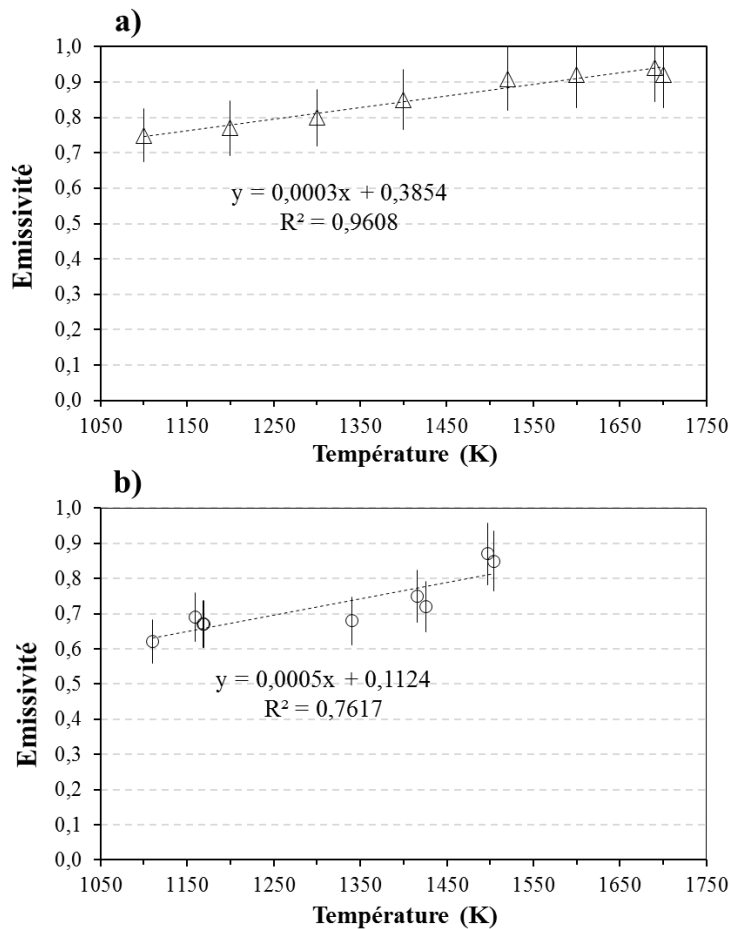 a)
1,0
0,9
0,8
0,7
0,6
0,5
0,4
0,3
0,2
0,1
0,0
Emissivité
y = 0,0003x + 0,3854
R² = 0,9608
1050 1150 1250 1350 1450 1550 1650 1750
Température (K)
b)
1,0
0,9
0,8
0,7
0,6
0,5
0,4
0,3
0,2
0,1
0,0
Emissivité
y = 0,0005x + 0,1124
R² = 0,7617
1050 1150 1250 1350 1450 1550 1650 1750
Température (K)